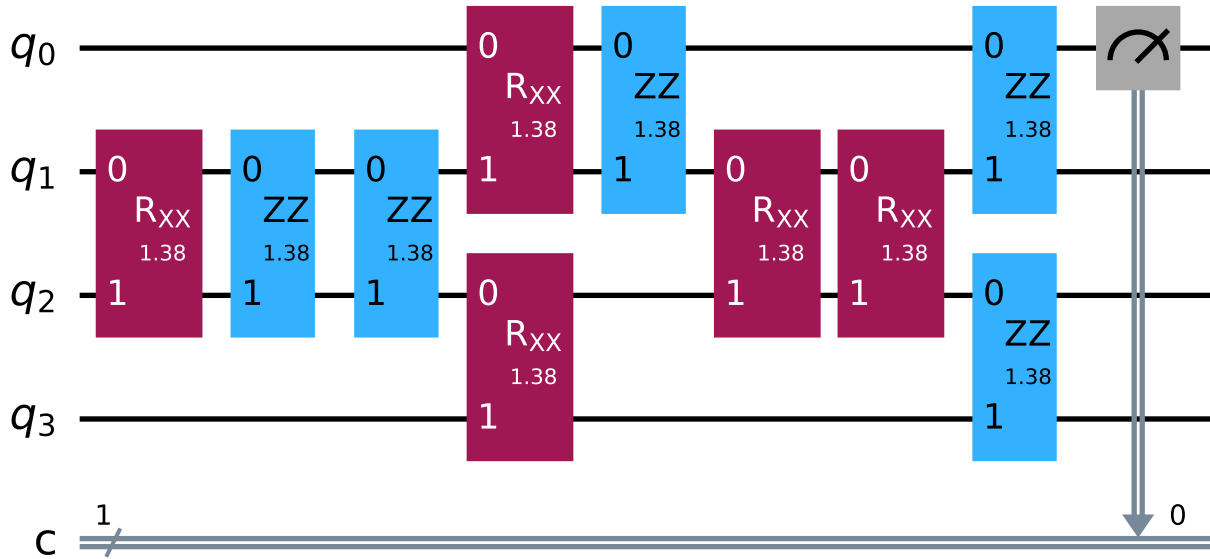 q0 0 RXX 1.38 1 0 ZZ 1.38 1 0 ZZ 1.38 1
q1 0 RXX 1.38 1 0 ZZ 1.38 1 0 ZZ 1.38 1 0 RXX 1.38 1 0 RXX 1.38 1
q2 0 RXX 1.38 1 0 ZZ 1.38 1
q3
c 1 0